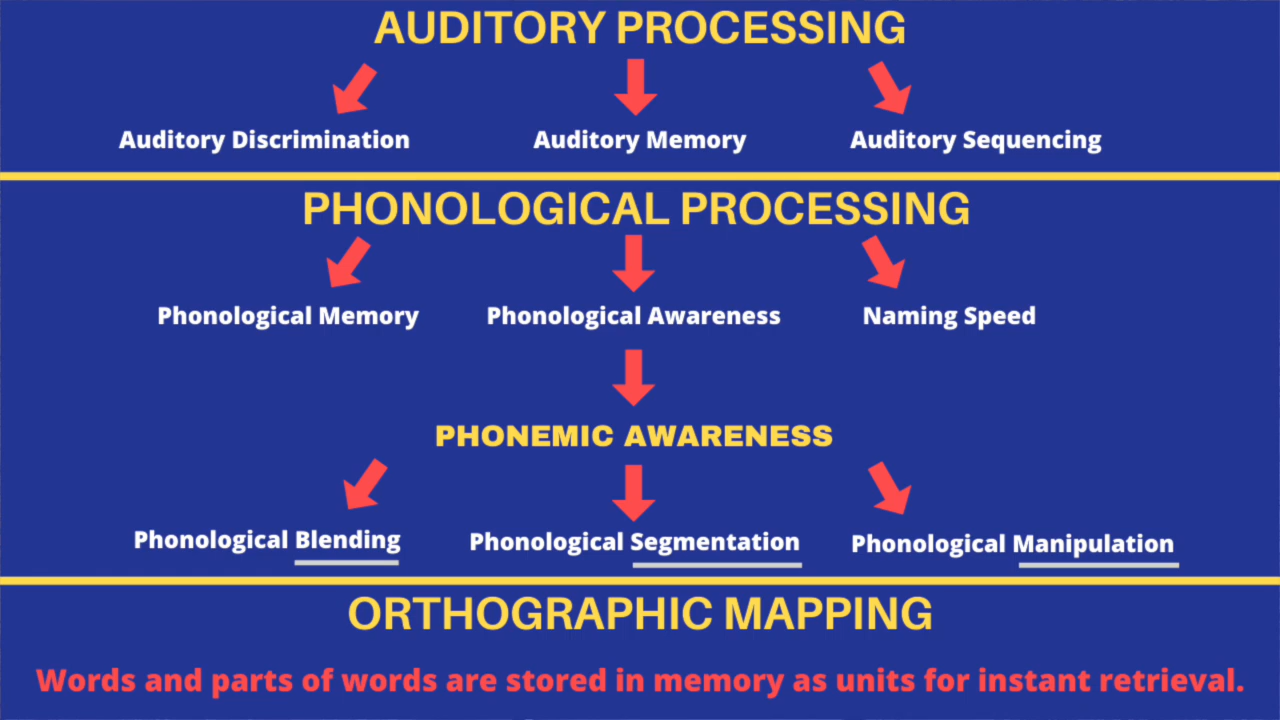 AUDITORY PROCESSING
Auditory Discrimination
Auditory Memory
Auditory Sequencing
PHONOLOGICAL PROCESSING
Phonological Memory
Phonological Awareness
Naming Speed
PHONEMIC AWARENESS
Phonological Blending
Phonological Segmentation
Phonological Manipulation
ORTHOGRAPHIC MAPPING
Words and parts of words are stored in memory as units for instant retrieval.